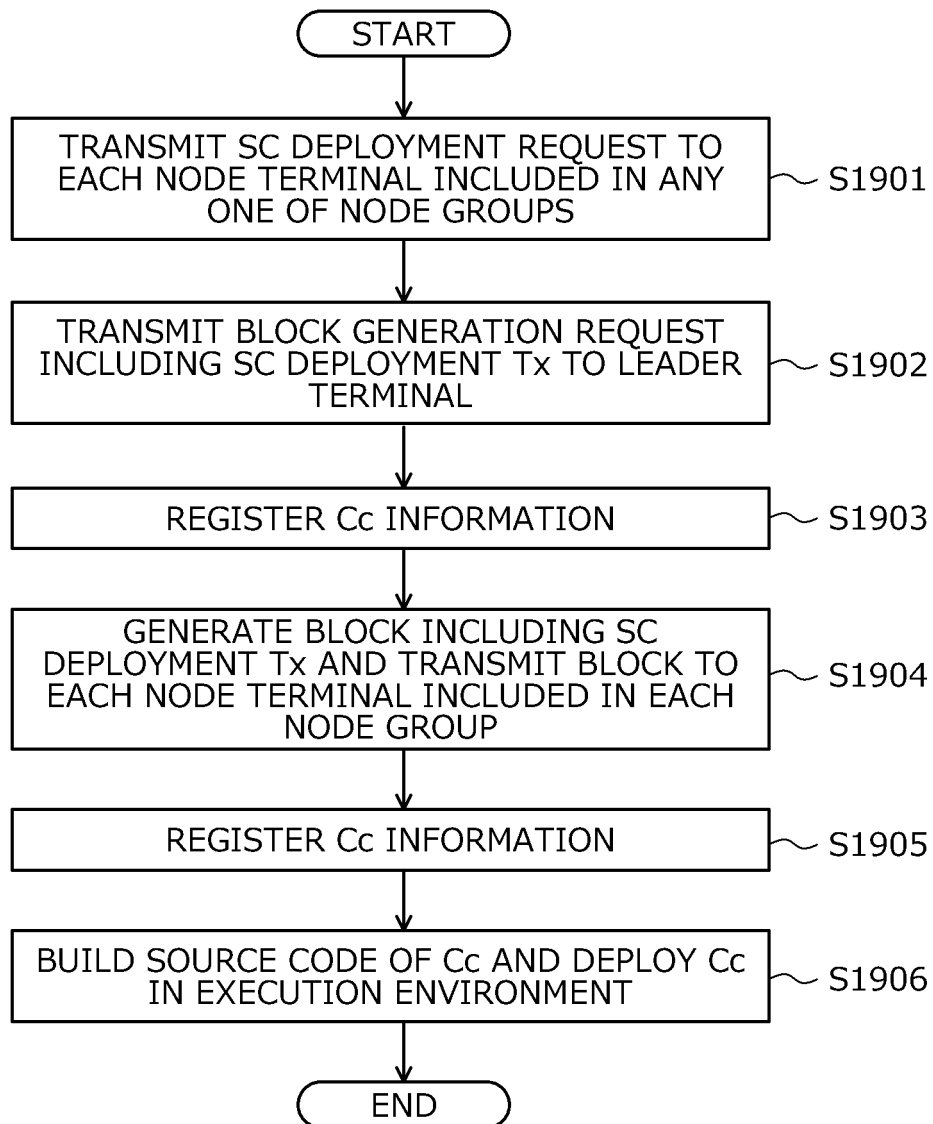 START
TRANSMIT SC DEPLOYMENT REQUEST TO
EACH NODE TERMINAL INCLUDED IN ANY
ONE OF NODE GROUPS
S1901
TRANSMIT BLOCK GENERATION REQUEST
INCLUDING SC DEPLOYMENT Tx TO LEADER
TERMINAL
S1902
REGISTER Cc INFORMATION
S1903
GENERATE BLOCK INCLUDING SC
DEPLOYMENT Tx AND TRANSMIT BLOCK TO
EACH NODE TERMINAL INCLUDED IN EACH
NODE GROUP
S1904
REGISTER Cc INFORMATION
S1905
BUILD SOURCE CODE OF Cc AND DEPLOY Cc
IN EXECUTION ENVIRONMENT
S1906
END